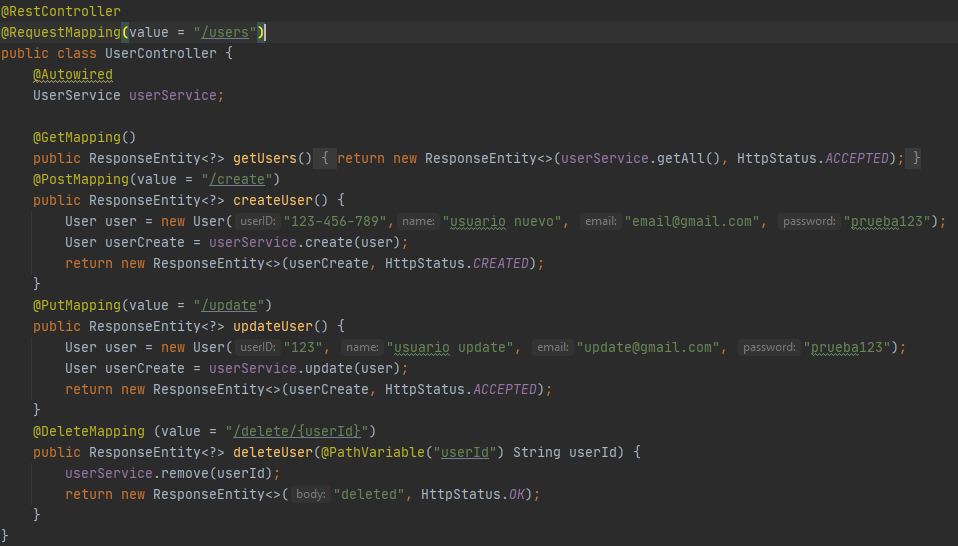 @RestController
@RequestMapping(value = "/users")
public class UserController {
    @Autowired
    UserService userService;

    @GetMapping()
    public ResponseEntity<?> getUsers() { return new ResponseEntity<>(userService.getAll(), HttpStatus.ACCEPTED); }
    @PostMapping(value = "/create")
    public ResponseEntity<?> createUser() {
        User user = new User( userID: "123-456-789", name: "usuario nuevo", email: "email@gmail.com", password: "prueba123");
        User userCreate = userService.create(user);
        return new ResponseEntity<>(userCreate, HttpStatus.CREATED);
    }
    @PutMapping(value = "/update")
    public ResponseEntity<?> updateUser() {
        User user = new User( userID: "123", name: "usuario update", email: "update@gmail.com", password: "prueba123");
        User userCreate = userService.update(user);
        return new ResponseEntity<>(userCreate, HttpStatus.ACCEPTED);
    }
    @DeleteMapping (value = "/delete/{userId}")
    public ResponseEntity<?> deleteUser(@PathVariable("userId") String userId) {
        userService.remove(userId);
        return new ResponseEntity<>( body: "deleted", HttpStatus.OK);
    }
}